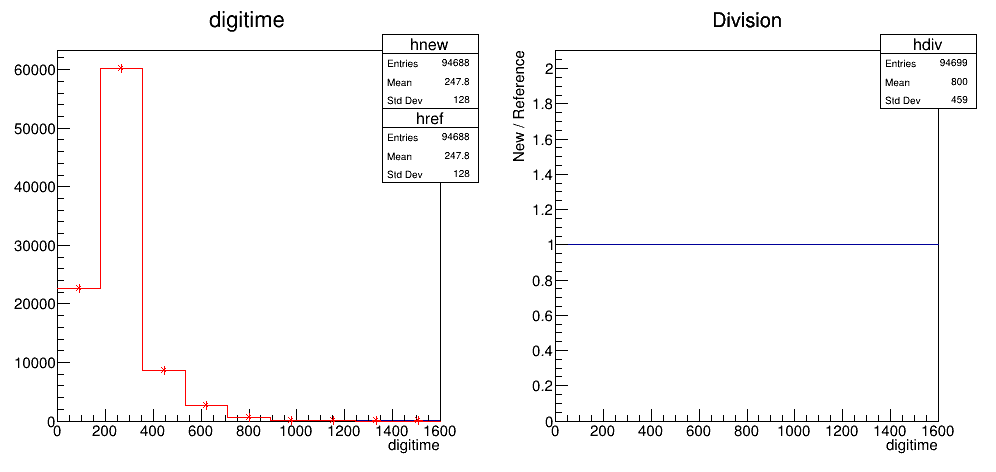 digitime
hnew
Entries 94688
Mean 247.8
Std Dev 128
href
Entries 94688
Mean 247.8
Std Dev 128
60000
50000
40000
30000
20000
10000
0
0 200 400 600 800 1000 1200 1400 1600
digitime
Division
hdiv
Entries 94699
Mean 800
Std Dev 459
New / Reference
2
1.8
1.6
1.4
1.2
1
0.8
0.6
0.4
0.2
0
0 200 400 600 800 1000 1200 1400 1600
digitime